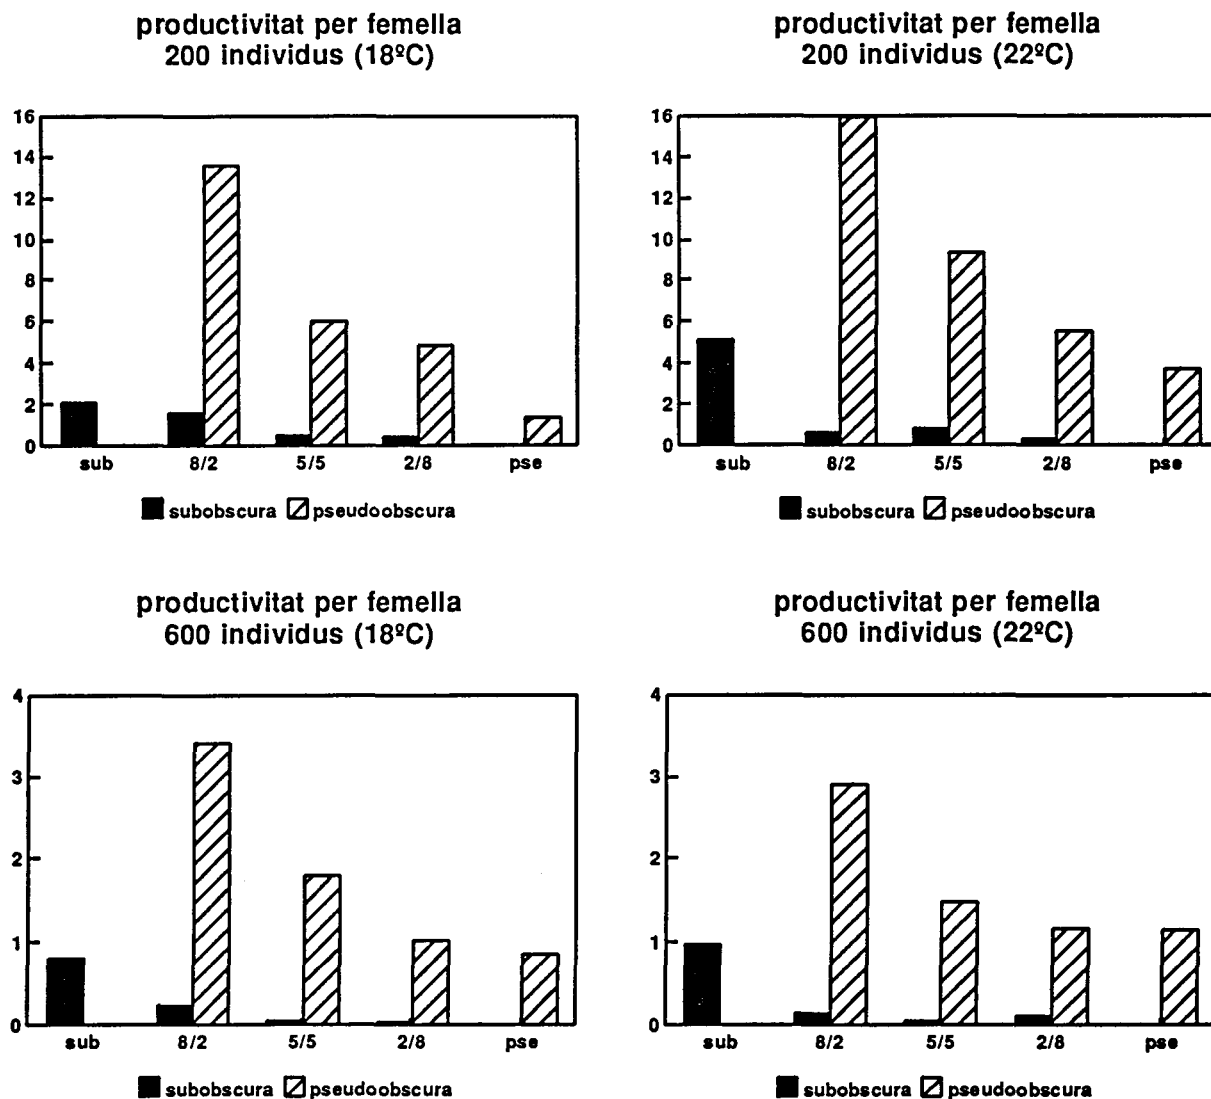 productivitat per femella
200 individus (18ºC)
16
14
12
10
8
6
4
2
0
sub 8/2 5/5 2/8 pse
subobscura pseudoobscura
productivitat per femella
200 individus (22ºC)
16
14
12
10
8
6
4
2
0
sub 8/2 5/5 2/8 pse
subobscura pseudoobscura
productivitat per femella
600 individus (18ºC)
4
3
2
1
0
sub 8/2 5/5 2/8 pse
subobscura pseudoobscura
productivitat per femella
600 individus (22ºC)
4
3
2
1
0
sub 8/2 5/5 2/8 pse
subobscura pseudoobscura